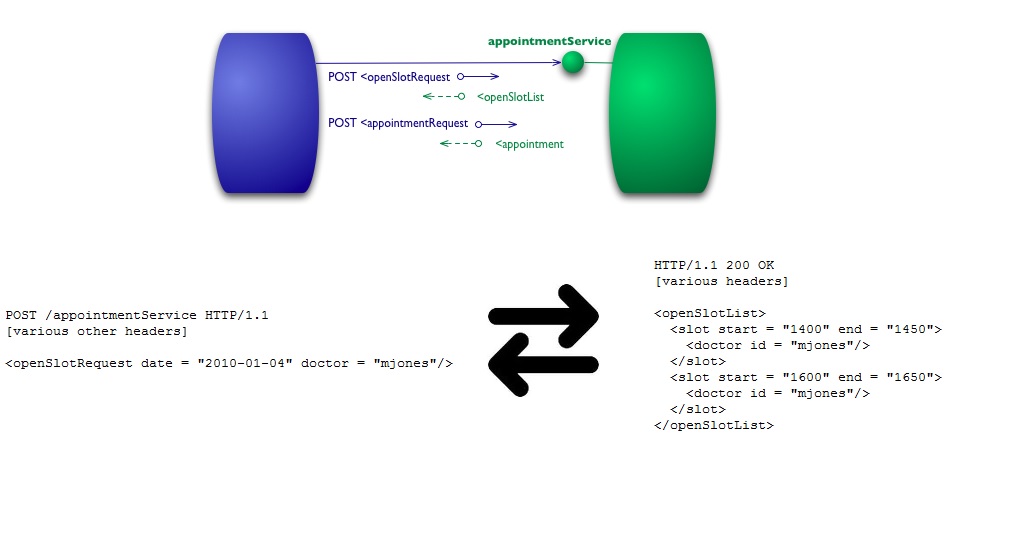 appointmentService
POST <openSlotRequest
<openSlotList
POST <appointmentRequest
<appointment
POST /appointmentService HTTP/1.1
[various other headers]
<openSlotRequest date = "2010-01-04" doctor = "mjones"/>
HTTP/1.1 200 OK
[various headers]
<openSlotList>
<slot start = "1400" end = "1450">
<doctor id = "mjones"/>
</slot>
<slot start = "1600" end = "1650">
<doctor id = "mjones"/>
</slot>
</openSlotList>